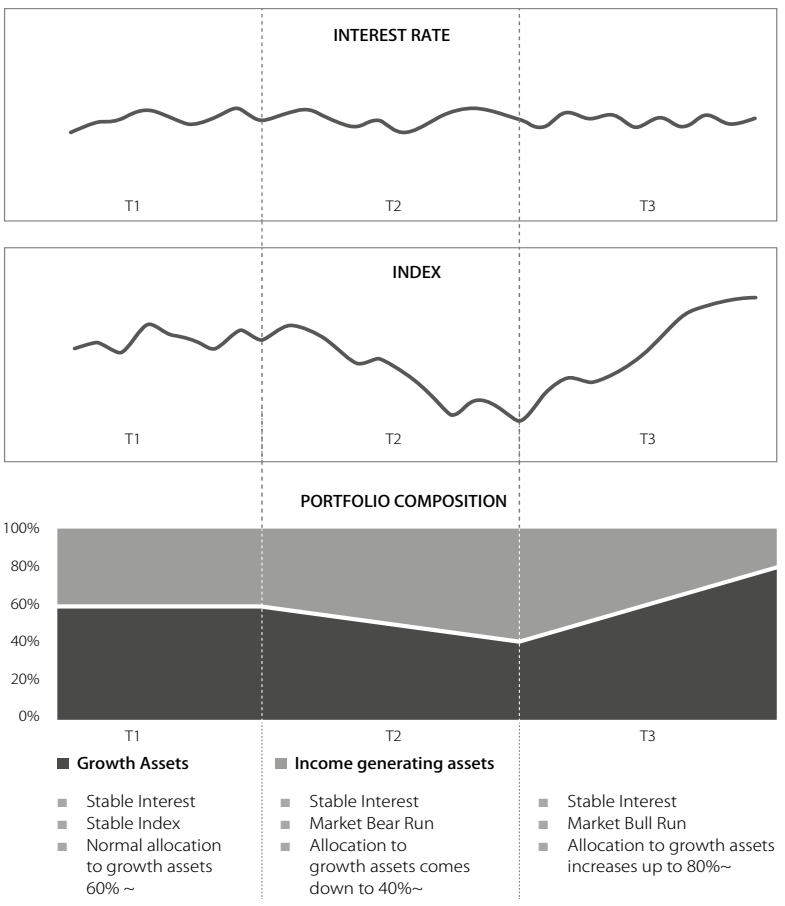 INTEREST RATE
T1 T2 T3
INDEX
T1 T2 T3
PORTFOLIO COMPOSITION
100%
80%
60%
40%
20%
0%
T1 T2 T3
Growth Assets
Income generating assets
Stable Interest
Stable Index
Normal allocation
to growth assets
60% ~
Stable Interest
Market Bear Run
Allocation to
growth assets comes
down to 40%~
Stable Interest
Market Bull Run
Allocation to growth assets
increases up to 80%~